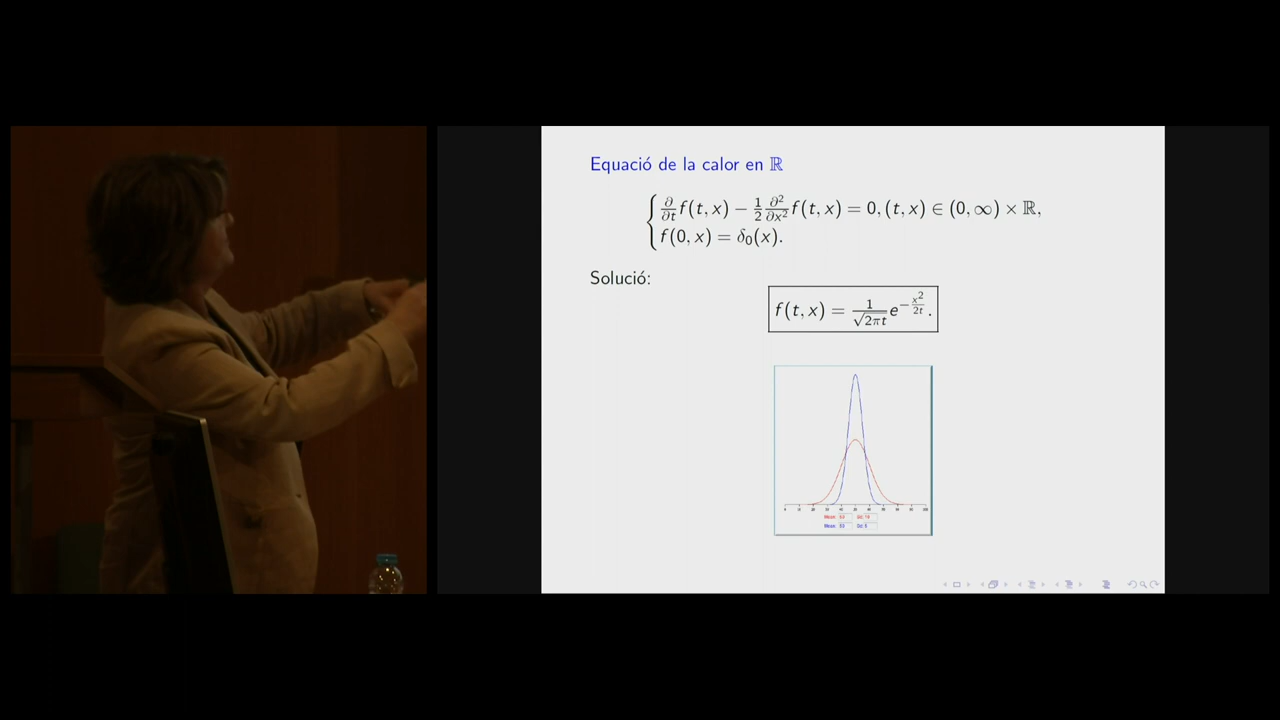 Equació de la calor en ℝ
∂/∂t f(t, x) − 1/2 ∂²/∂x² f(t, x) = 0, (t, x) ∈ (0, ∞) × ℝ,
f(0, x) = δ₀(x).
Solució:
f(t, x) = 1/√(2πt) e^(−x²/2t).